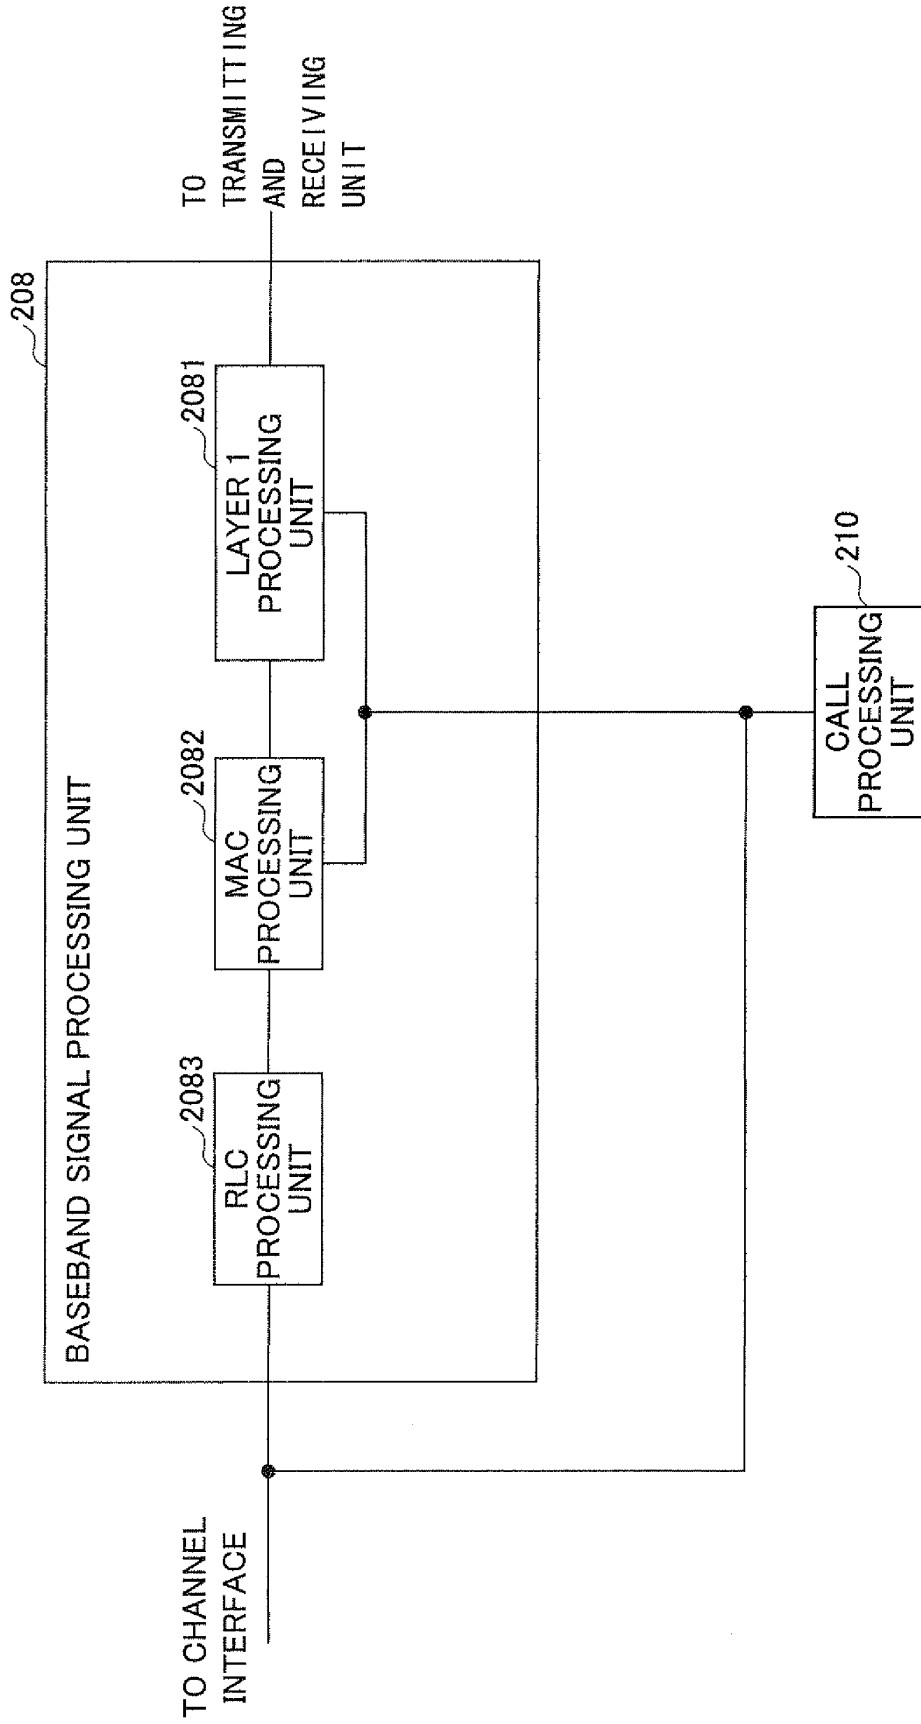 BASEBAND SIGNAL PROCESSING UNIT
208
TO CHANNEL
INTERFACE
2083
RLC
PROCESSING
UNIT
2082
MAC
PROCESSING
UNIT
2081
LAYER 1
PROCESSING
UNIT
TO
TRANSMITTING
AND
RECEIVING
UNIT
CALL
PROCESSING
UNIT
210